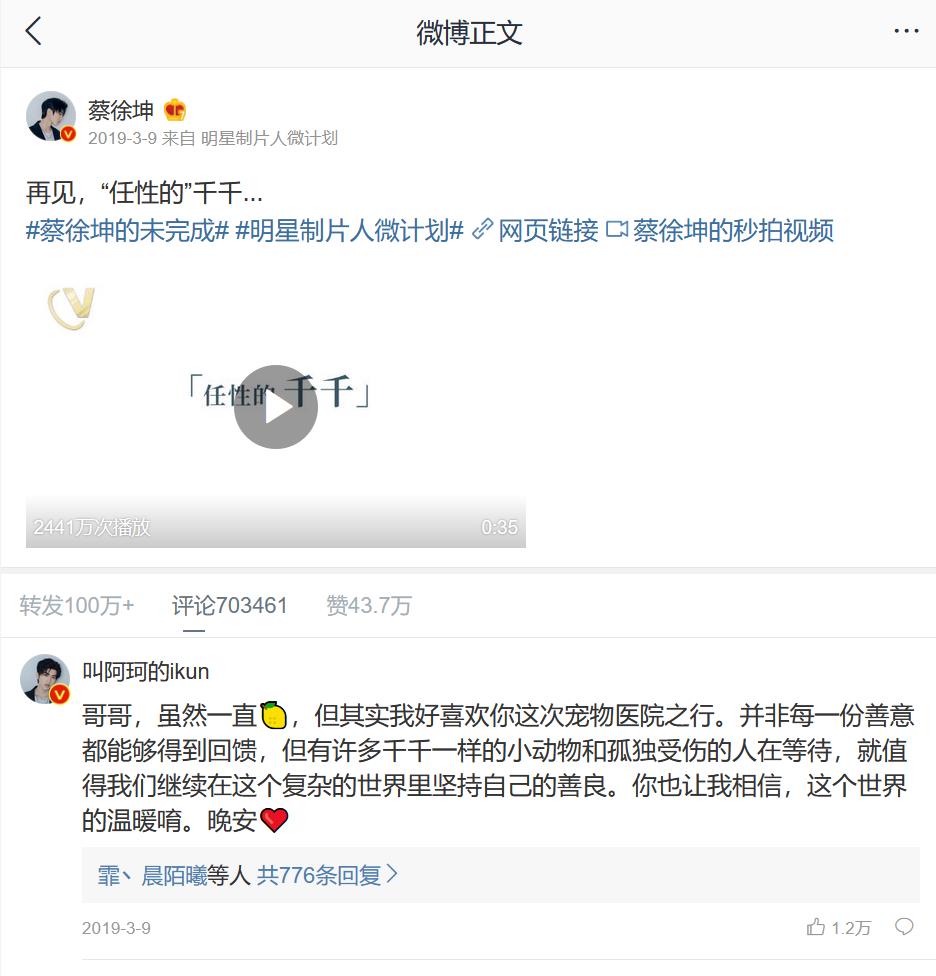 微博正文
蔡徐坤
2019-3-9 来自 明星制片人微计划
再见，“任性的”千千...
#蔡徐坤的未完成# #明星制片人微计划# 网页链接 蔡徐坤的秒拍视频
「任性的 千千」
2441万次播放 0:35
转发100万+ 评论703461 赞43.7万
叫阿珂的ikun
哥哥，虽然一直🍋，但其实我好喜欢你这次宠物医院之行。并非每一份善意
都能够得到回馈，但有许多千千一样的小动物和孤独受伤的人在等待，就值
得我们继续在这个复杂的世界里坚持自己的善良。你也让我相信，这个世界
的温暖唷。晚安❤
霏丶晨陌曦等人 共776条回复
2019-3-9 1.2万